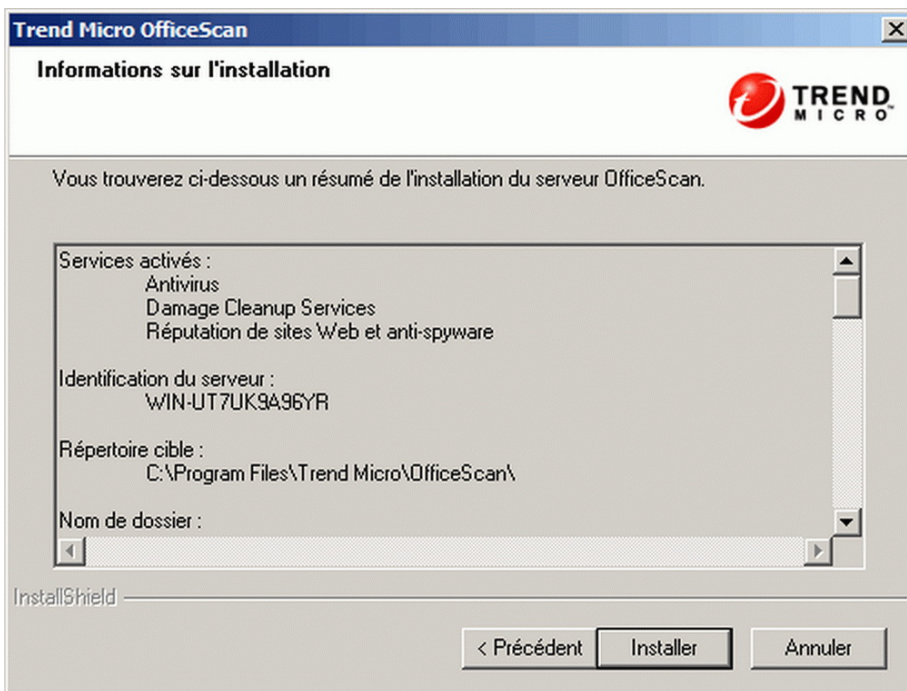 Trend Micro OfficeScan
Informations sur l'installation
TREND
MICRO
Vous trouverez ci-dessous un résumé de l'installation du serveur OfficeScan.
Services activés :
Antivirus
Damage Cleanup Services
Réputation de sites Web et anti-spyware
Identification du serveur :
WIN-UT7UK9A96YR
Répertoire cible :
C:\Program Files\Trend Micro\OfficeScan\
Nom de dossier :
InstallShield
< Précédent
Installer
Annuler